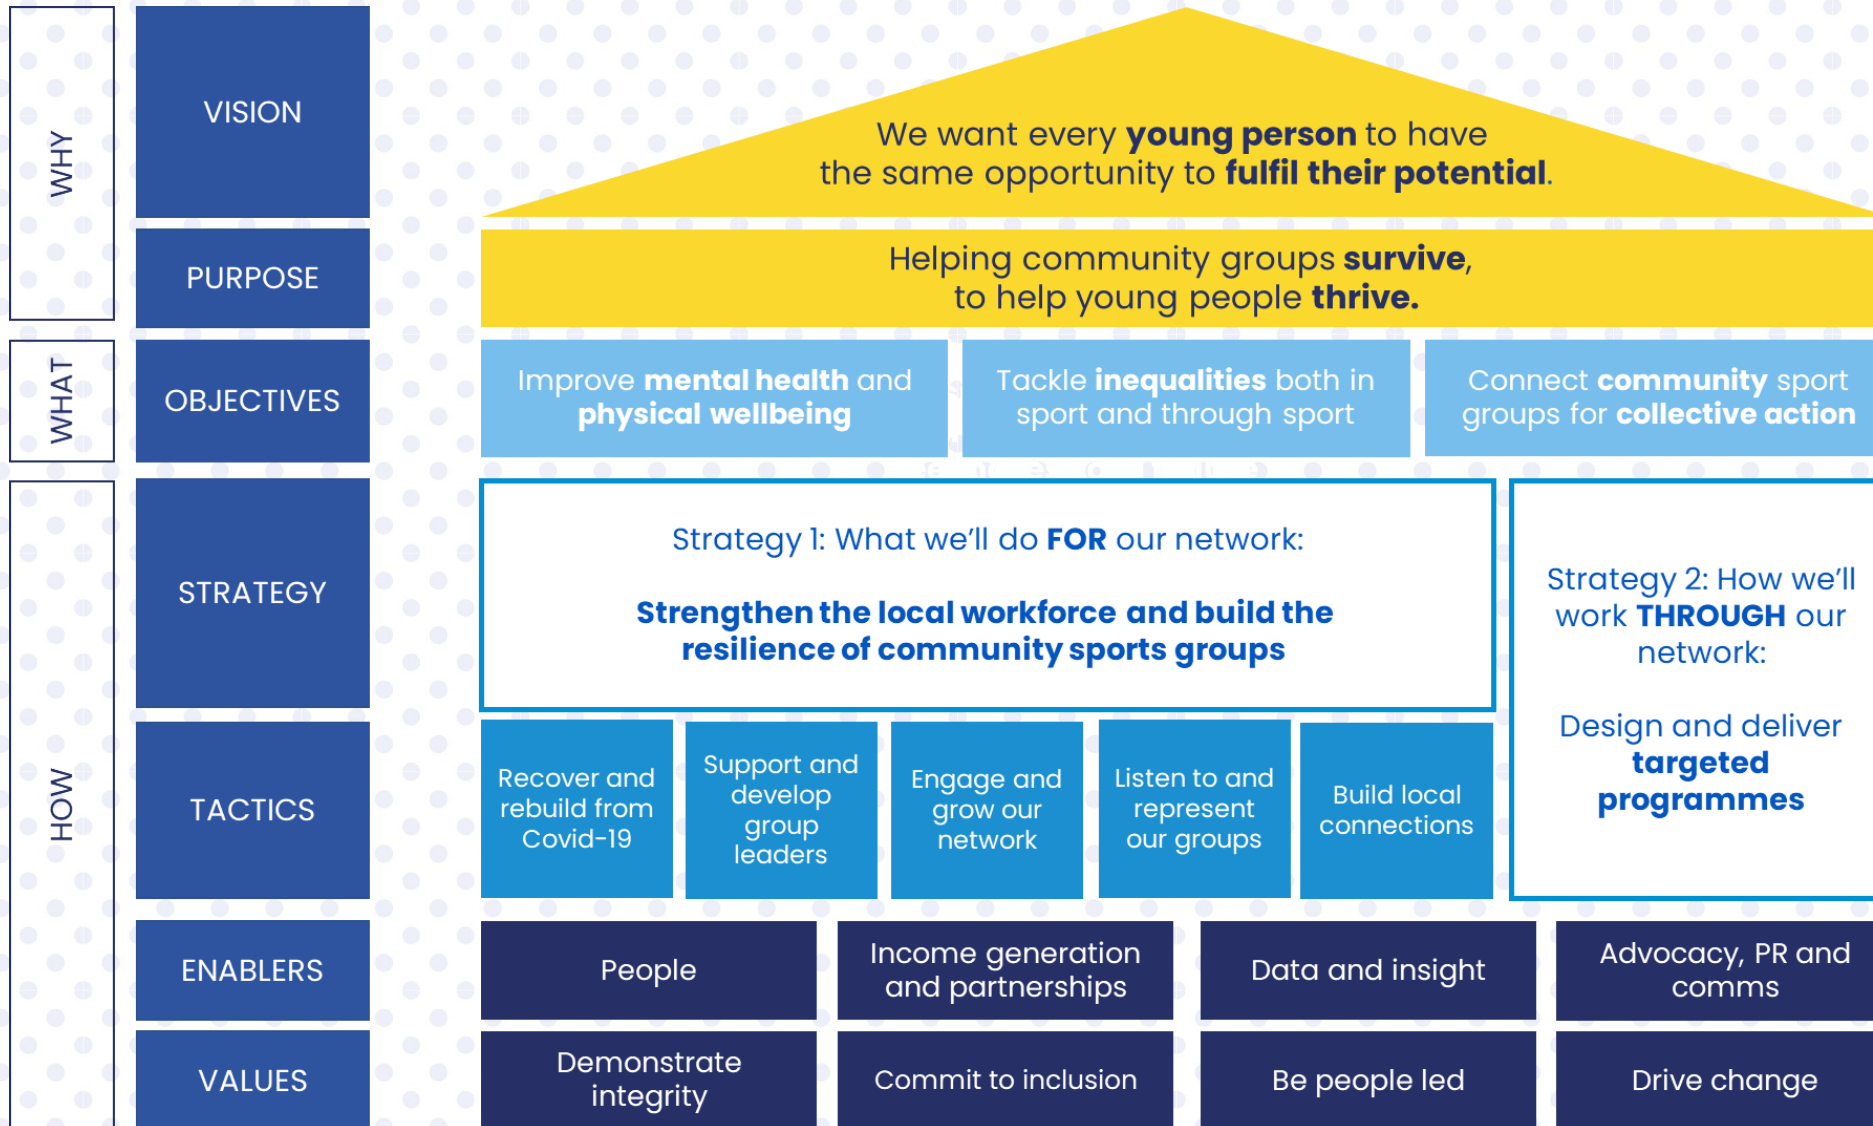 WHY
VISION
We want every young person to have
the same opportunity to fulfil their potential.
PURPOSE
Helping community groups survive,
to help young people thrive.
WHAT
OBJECTIVES
Improve mental health and
physical wellbeing
Tackle inequalities both in
sport and through sport
Connect community sport
groups for collective action
HOW
STRATEGY
Strategy 1: What we'll do FOR our network:
Strengthen the local workforce and build the
resilience of community sports groups
Strategy 2: How we'll
work THROUGH our
network:
Design and deliver
targeted
programmes
TACTICS
Recover and
rebuild from
Covid-19
Support and
develop
group
leaders
Engage and
grow our
network
Listen to and
represent
our groups
Build local
connections
ENABLERS
People
Income generation
and partnerships
Data and insight
Advocacy, PR and
comms
VALUES
Demonstrate
integrity
Commit to inclusion
Be people led
Drive change